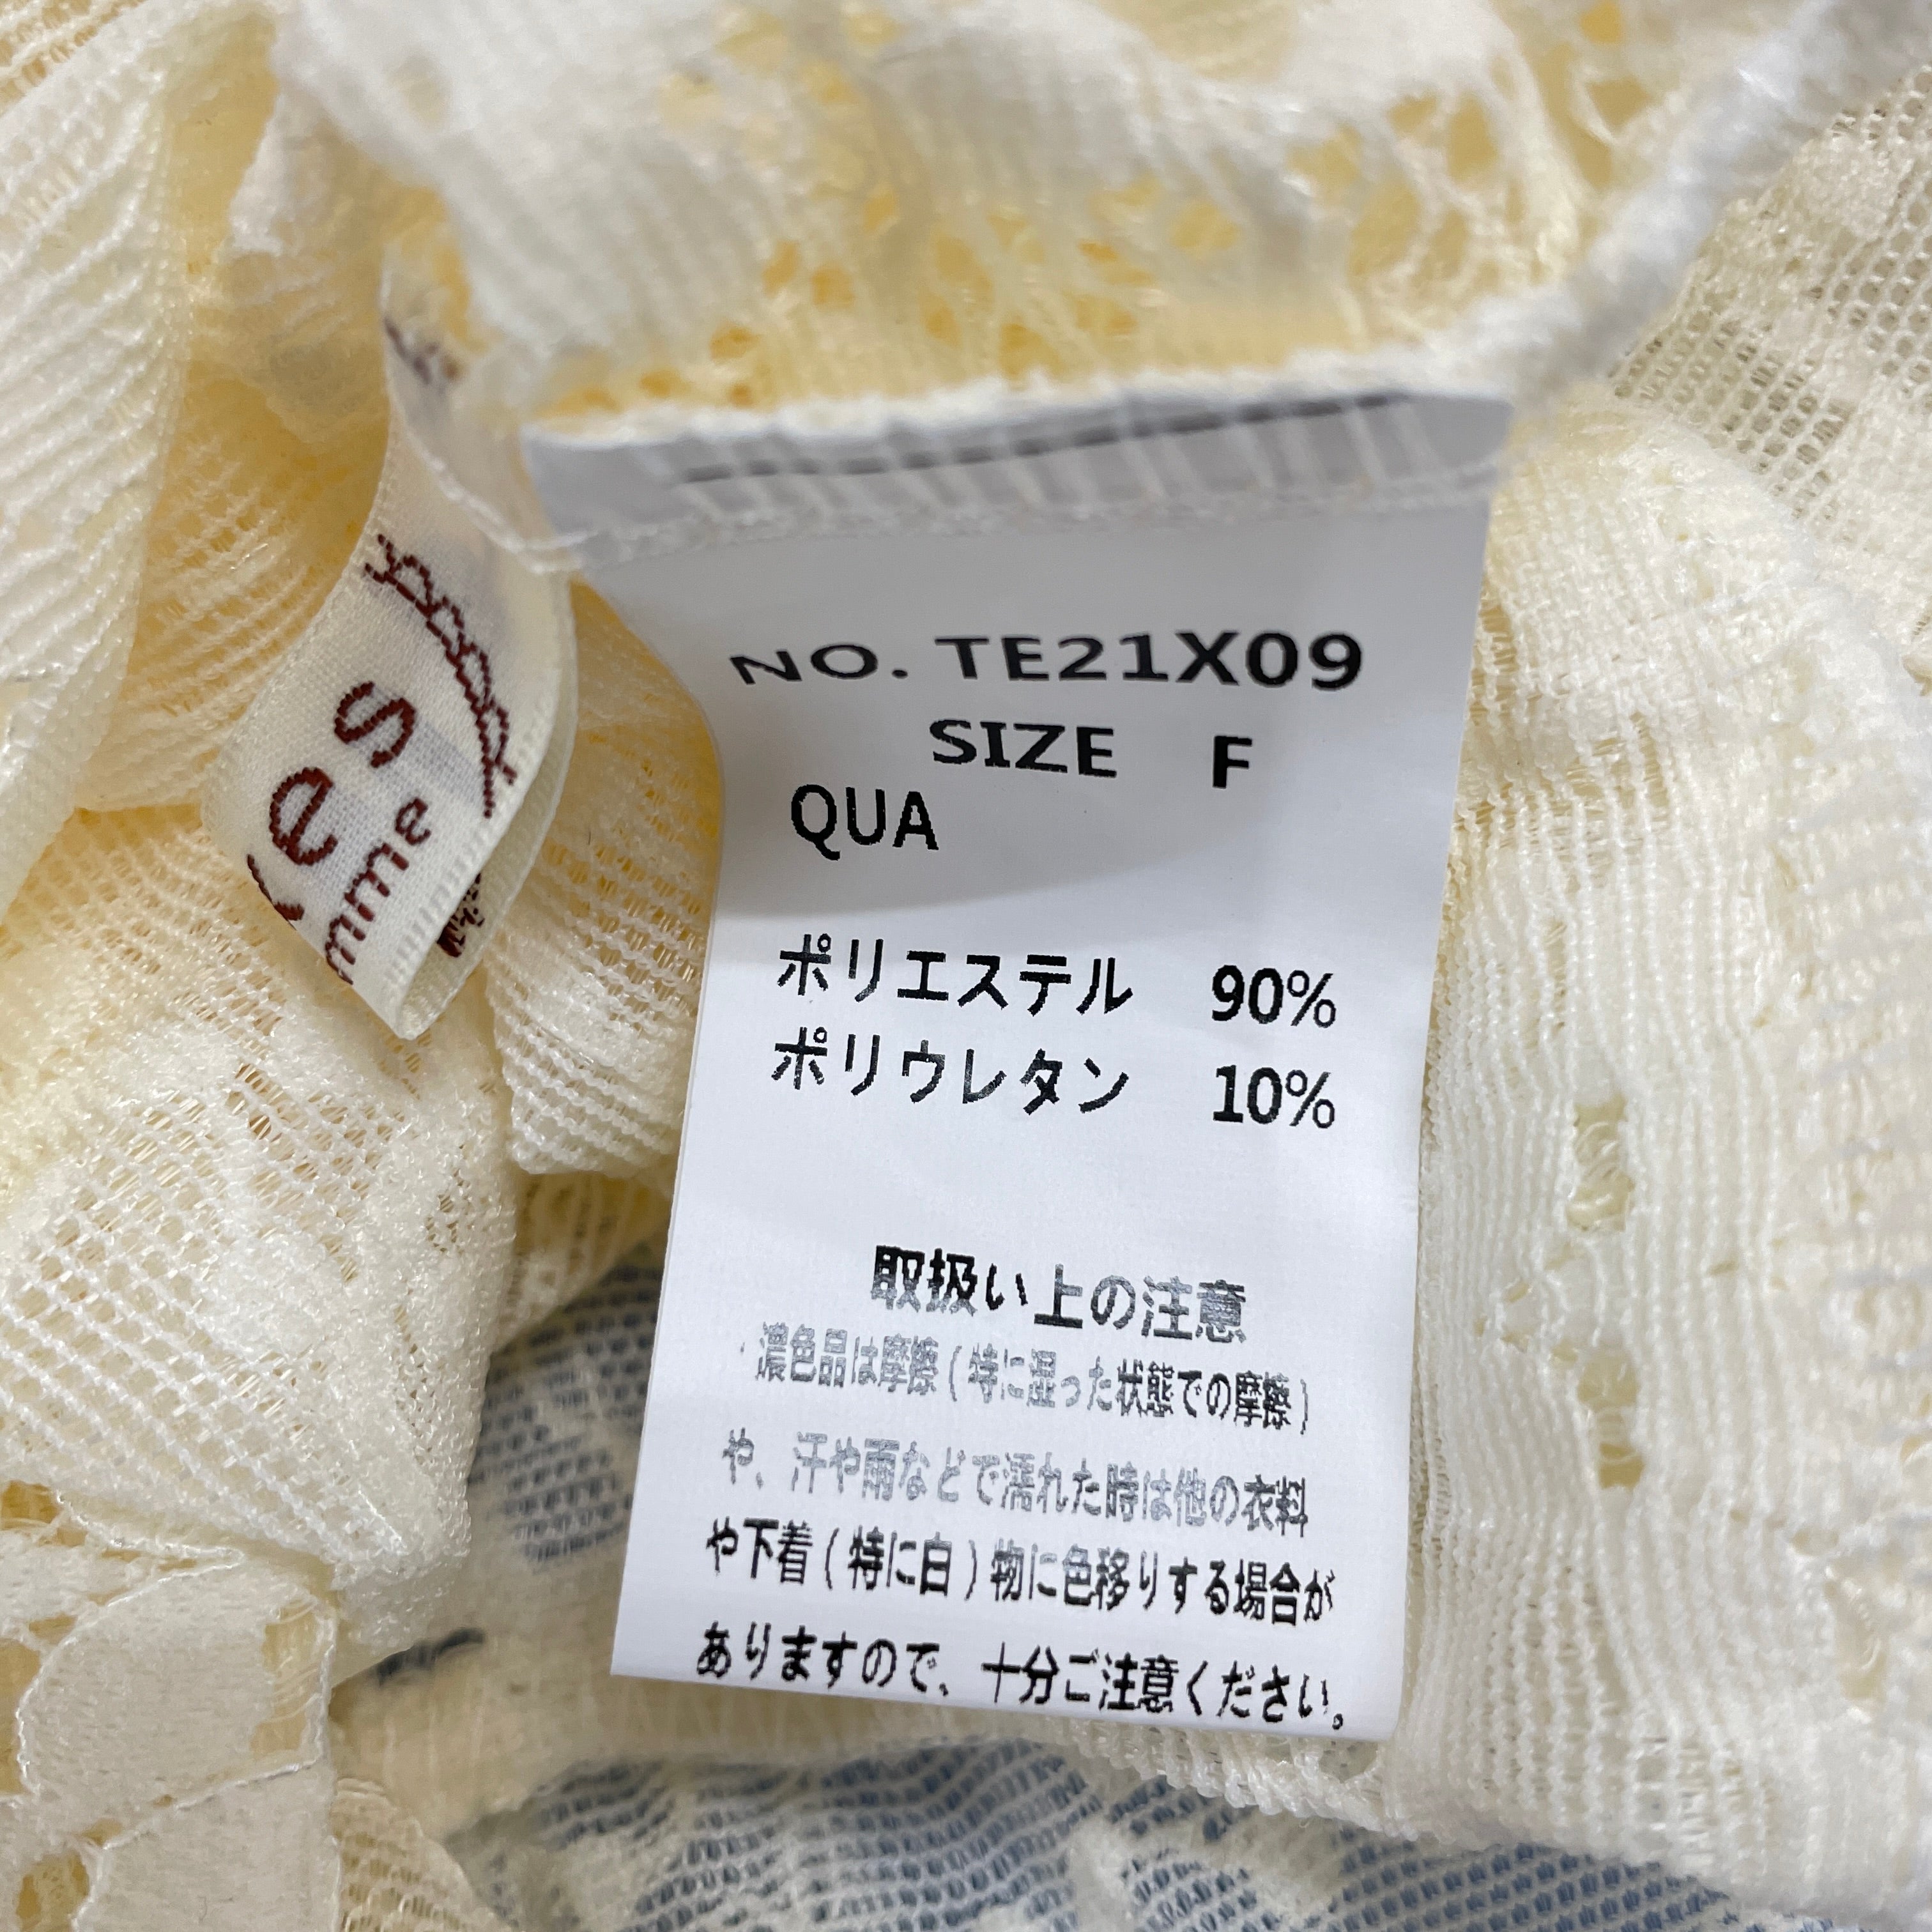 NO. TE21X09
SIZE F
QUA
ポリエステル 90%
ポリウレタン 10%
取扱い上の注意
・濃色品は摩擦(特に湿った状態での摩擦)
や、汗や雨などで濡れた時は他の衣料
や下着(特に白)物に色移りする場合が
ありますので、十分ご注意ください。
es
mme